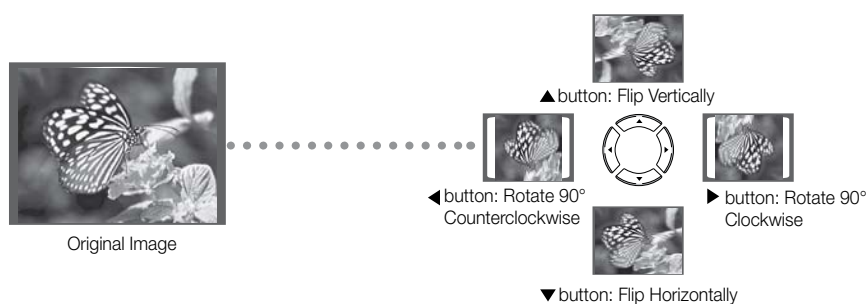 ▲ button: Flip Vertically
◀ button: Rotate 90°
Counterclockwise
▶ button: Rotate 90°
Clockwise
Original Image
▼ button: Flip Horizontally